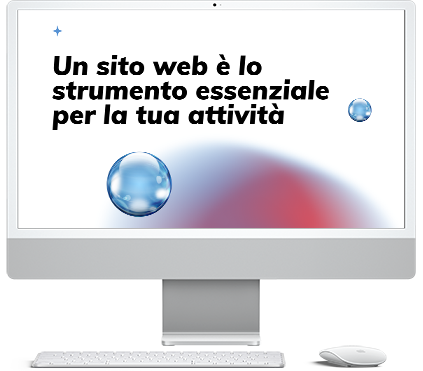 Un sito web è lo
strumento essenziale
per la tua attività